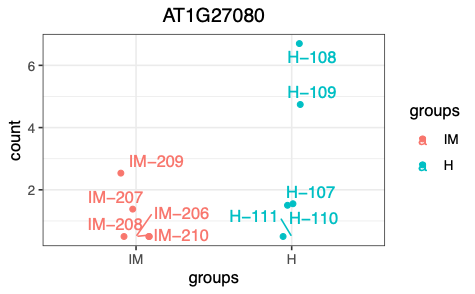 AT1G27080
count
6
4
2
H−108
H−109
IM−209
IM−207
H−107
IM−206
H−111
H−110
IM−208
IM−210
IM
H
groups
groups
a IM
a H